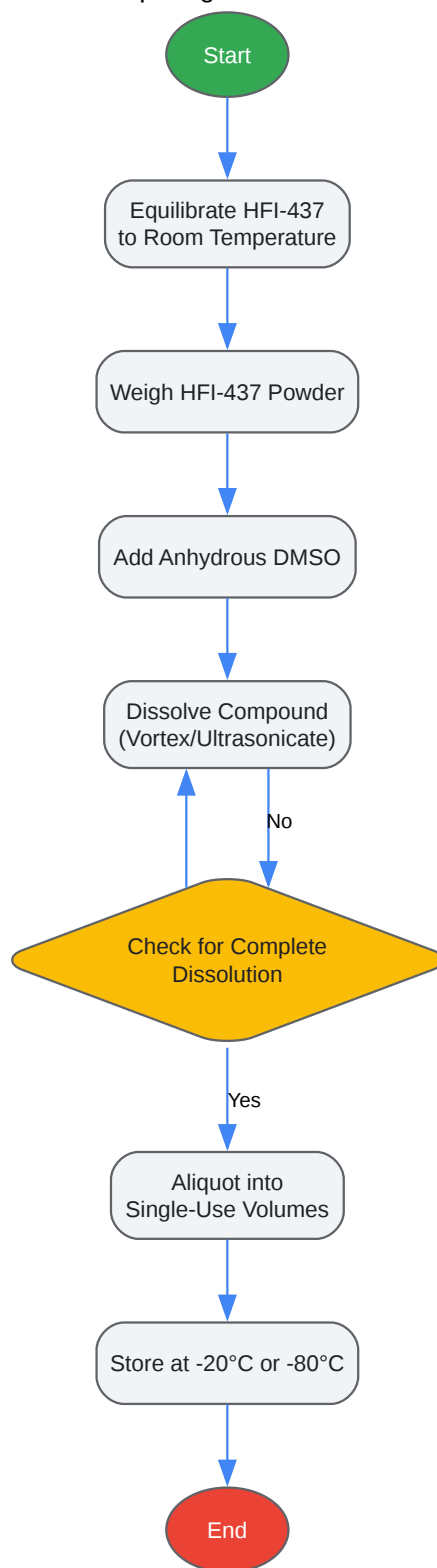 Start
Equilibrate HFI-437
to Room Temperature
Weigh HFI-437 Powder
Add Anhydrous DMSO
Dissolve Compound
(Vortex/Ultrasonicate)
No
Check for Complete
Dissolution
Yes
Aliquot into
Single-Use Volumes
Store at -20°C or -80°C
End